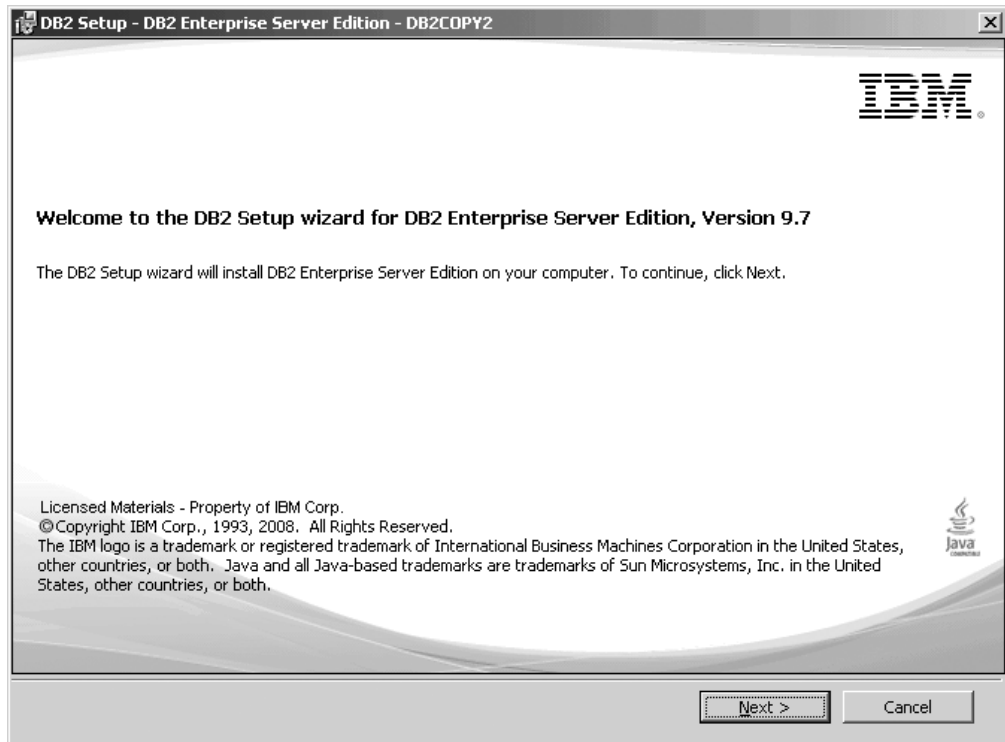 DB2 Setup - DB2 Enterprise Server Edition - DB2COPY2
IBM®
Welcome to the DB2 Setup wizard for DB2 Enterprise Server Edition, Version 9.7
The DB2 Setup wizard will install DB2 Enterprise Server Edition on your computer. To continue, click Next.
Licensed Materials - Property of IBM Corp.
©Copyright IBM Corp., 1993, 2008. All Rights Reserved.
The IBM logo is a trademark or registered trademark of International Business Machines Corporation in the United States,
other countries, or both. Java and all Java-based trademarks are trademarks of Sun Microsystems, Inc. in the United
States, other countries, or both.
Java
COMPATIBLE
Next >
Cancel